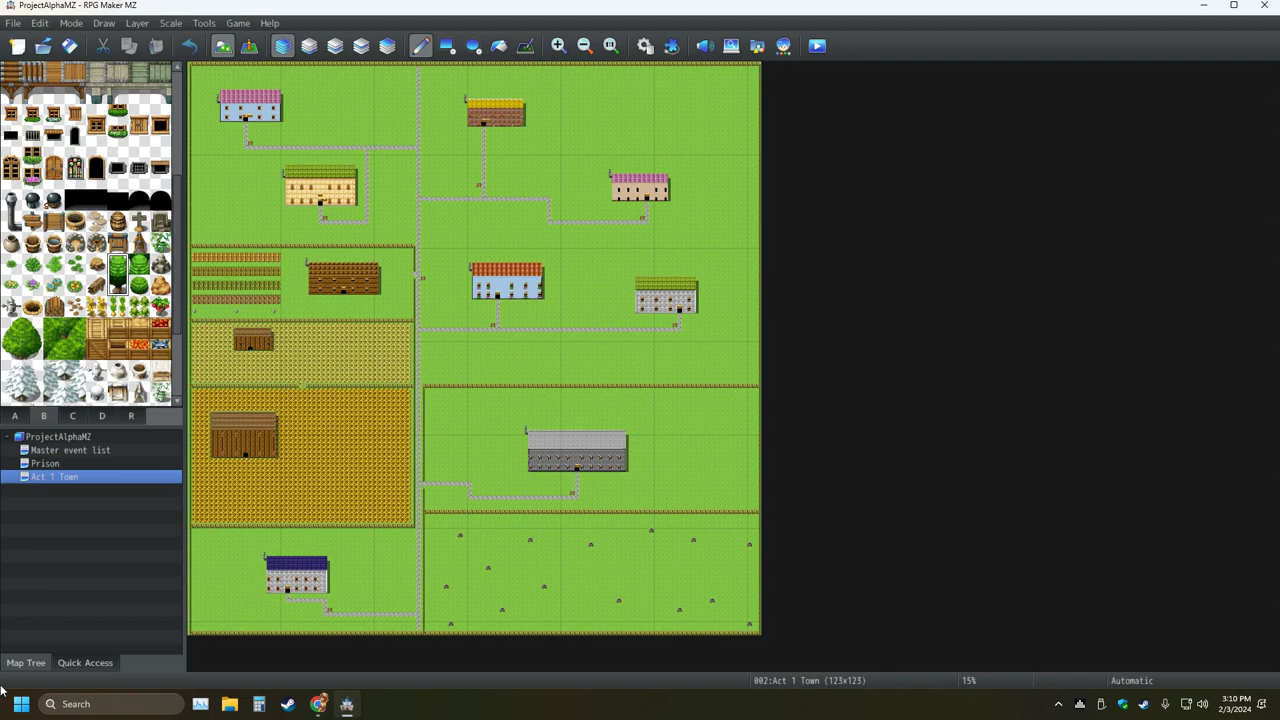 ProjectAlphaMZ - RPG Maker MZ
File Edit Mode Draw Layer Scale Tools Game Help
A B C D R
ProjectAlphaMZ
Master event list
Prison
Act 1 Town
Map Tree Quick Access
002:Act 1 Town (123x123) 15% Automatic
Search
3:10 PM
2/3/2024